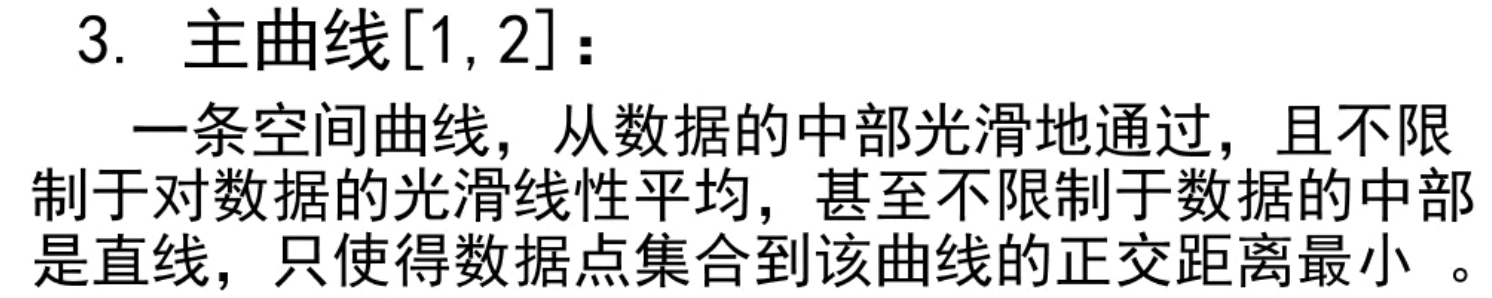 3. 主曲线[1,2]：
一条空间曲线，从数据的中部光滑地通过，且不限
制于对数据的光滑线性平均，甚至不限制于数据的中部
是直线，只使得数据点集合到该曲线的正交距离最小 。